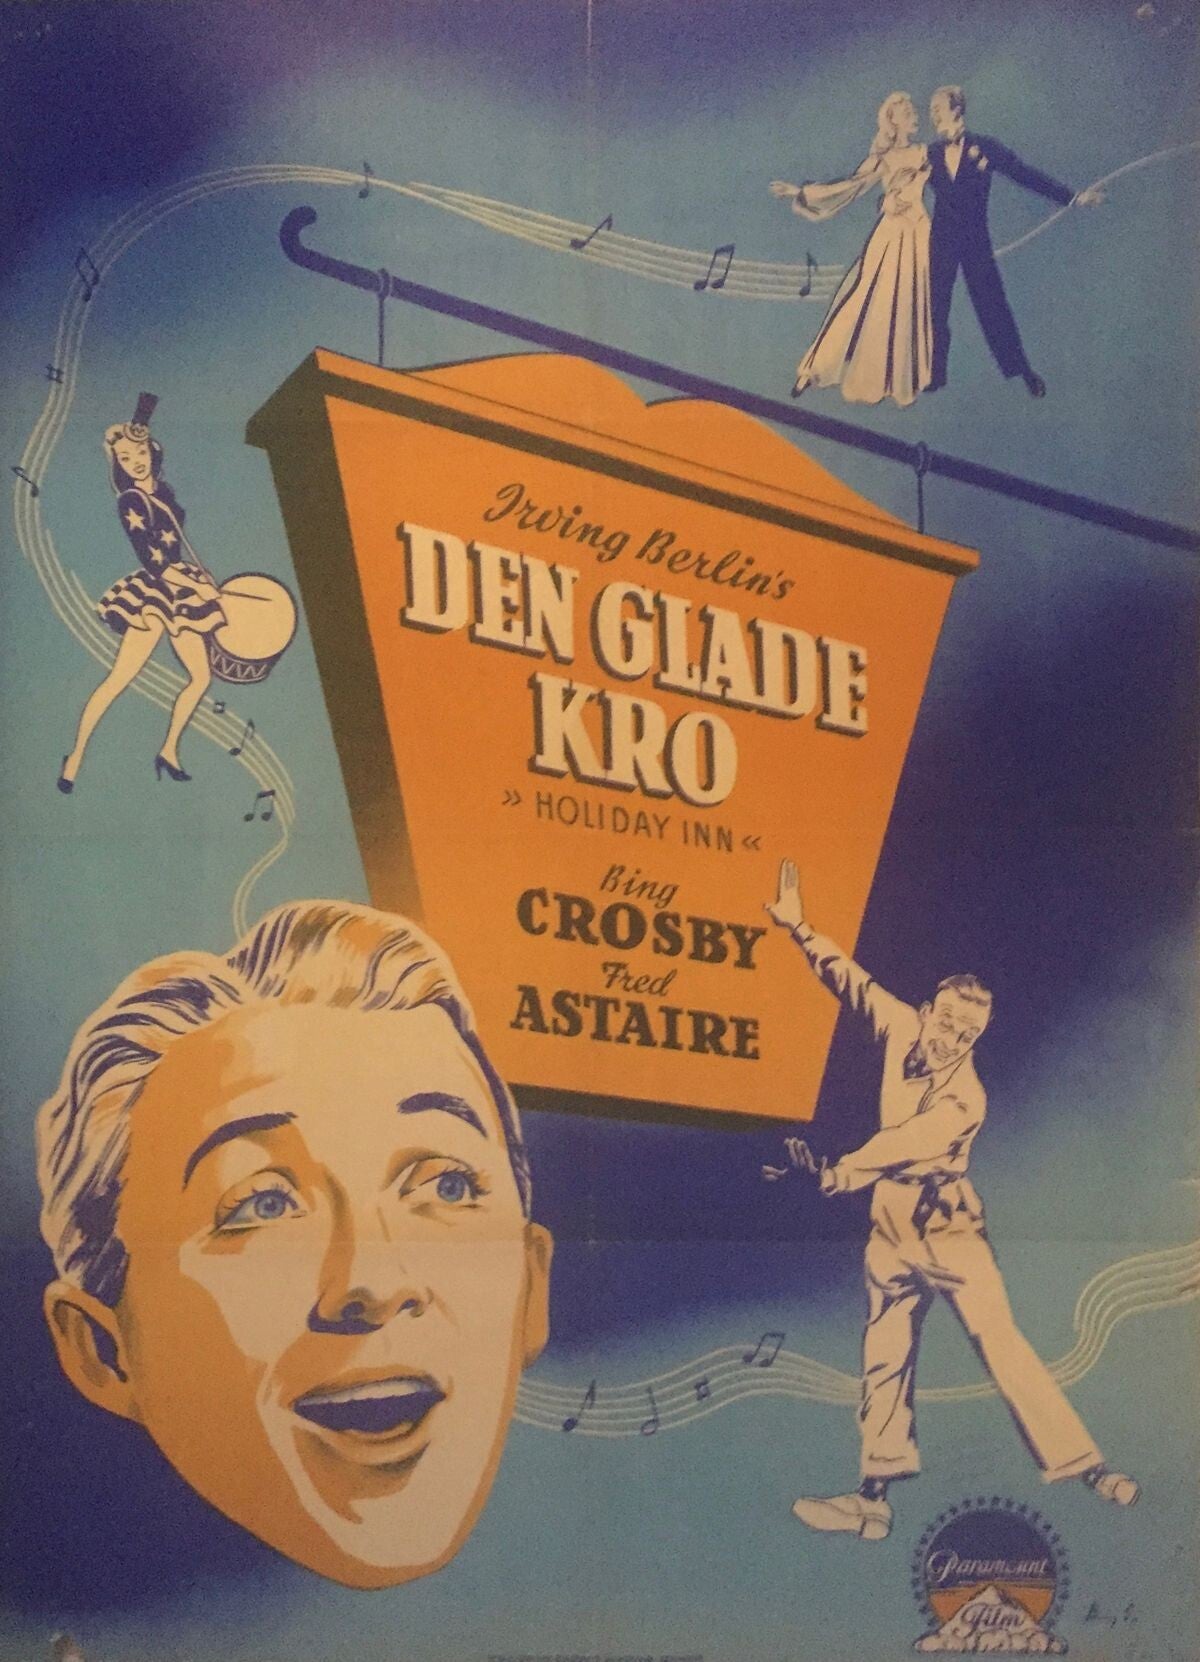 Irving Berlin's
DEN GLADE
KRO
» HOLIDAY INN «
Bing
CROSBY
Fred
ASTAIRE
Paramount
Film